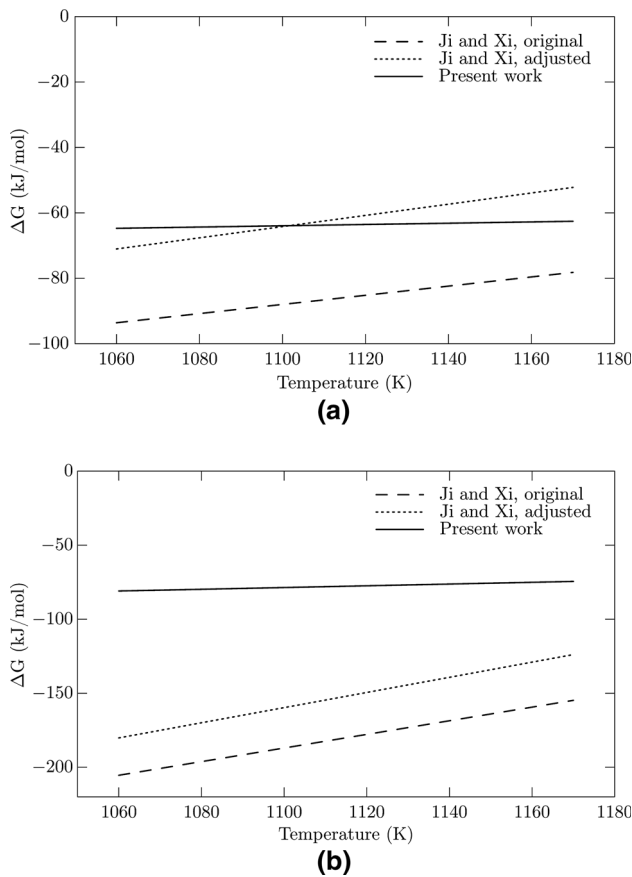 0
−20
−40
−60
−80
−100
ΔG (kJ/mol)
Ji and Xi, original
Ji and Xi, adjusted
Present work
1060 1080 1100 1120 1140 1160 1180
Temperature (K)
(a)
0
−50
−100
−150
−200
ΔG (kJ/mol)
Ji and Xi, original
Ji and Xi, adjusted
Present work
1060 1080 1100 1120 1140 1160 1180
Temperature (K)
(b)